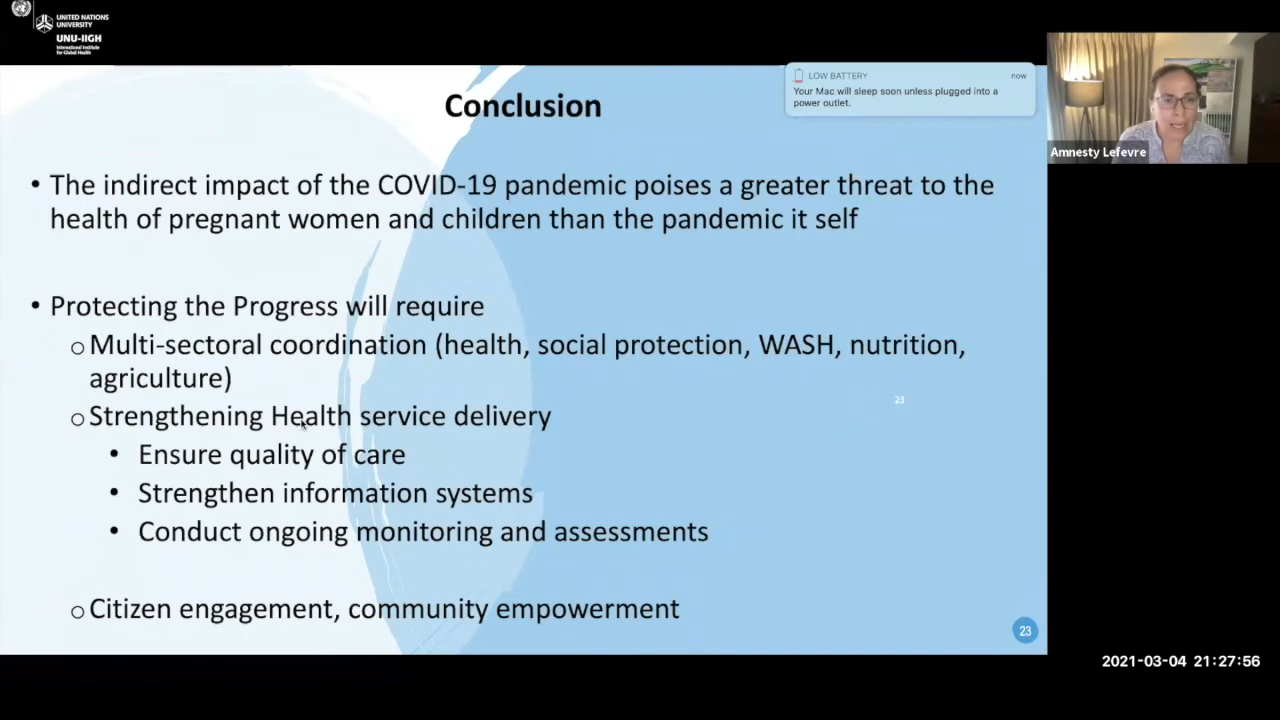 UNITED NATIONS
UNIVERSITY
UNU-IIGH
International Institute
for Global Health
LOW BATTERY
now
Your Mac will sleep soon unless plugged into a
power outlet.
Amnesty Lefevre
Conclusion
• The indirect impact of the COVID-19 pandemic poises a greater threat to the
health of pregnant women and children than the pandemic it self
• Protecting the Progress will require
o Multi-sectoral coordination (health, social protection, WASH, nutrition,
agriculture)
23
o Strengthening Health service delivery
• Ensure quality of care
• Strengthen information systems
• Conduct ongoing monitoring and assessments
o Citizen engagement, community empowerment
23
2021-03-04 21:27:56